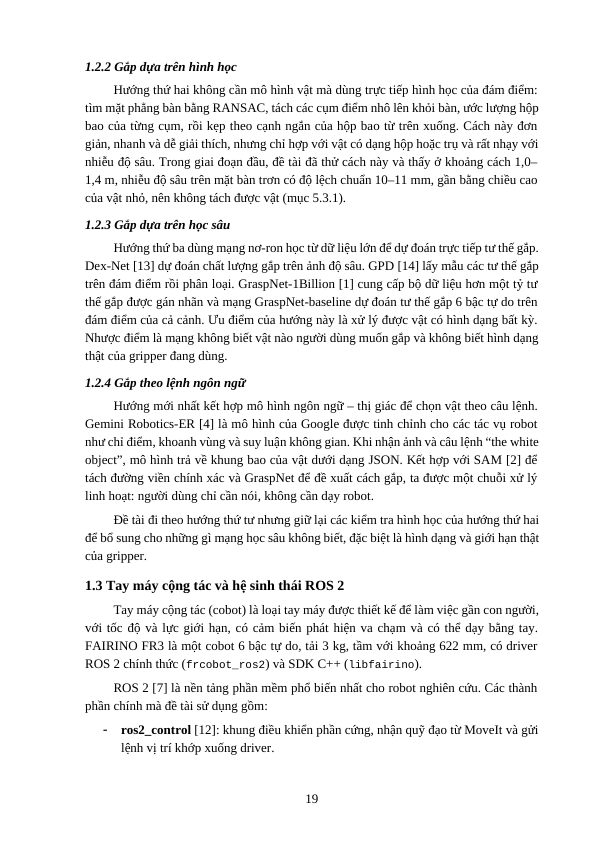 1.2.2 Gắp dựa trên hình học
Hướng thứ hai không cần mô hình vật mà dùng trực tiếp hình học của đám điểm:
tìm mặt phẳng bàn bằng RANSAC, tách các cụm điểm nhô lên khỏi bàn, ước lượng hộp
bao của từng cụm, rồi kẹp theo cạnh ngắn của hộp bao từ trên xuống. Cách này đơn
giản, nhanh và dễ giải thích, nhưng chỉ hợp với vật có dạng hộp hoặc trụ và rất nhạy với
nhiễu độ sâu. Trong giai đoạn đầu, đề tài đã thử cách này và thấy ở khoảng cách 1,0–
1,4 m, nhiễu độ sâu trên mặt bàn trơn có độ lệch chuẩn 10–11 mm, gần bằng chiều cao
của vật nhỏ, nên không tách được vật (mục 5.3.1).
1.2.3 Gắp dựa trên học sâu
Hướng thứ ba dùng mạng nơ-ron học từ dữ liệu lớn để dự đoán trực tiếp tư thế gắp.
Dex-Net [13] dự đoán chất lượng gắp trên ảnh độ sâu. GPD [14] lấy mẫu các tư thế gắp
trên đám điểm rồi phân loại. GraspNet-1Billion [1] cung cấp bộ dữ liệu hơn một tỷ tư
thế gắp được gán nhãn và mạng GraspNet-baseline dự đoán tư thế gắp 6 bậc tự do trên
đám điểm của cả cảnh. Ưu điểm của hướng này là xử lý được vật có hình dạng bất kỳ.
Nhược điểm là mạng không biết vật nào người dùng muốn gắp và không biết hình dạng
thật của gripper đang dùng.
1.2.4 Gắp theo lệnh ngôn ngữ
Hướng mới nhất kết hợp mô hình ngôn ngữ – thị giác để chọn vật theo câu lệnh.
Gemini Robotics-ER [4] là mô hình của Google được tinh chỉnh cho các tác vụ robot
như chỉ điểm, khoanh vùng và suy luận không gian. Khi nhận ảnh và câu lệnh “the white
object”, mô hình trả về khung bao của vật dưới dạng JSON. Kết hợp với SAM [2] để
tách đường viền chính xác và GraspNet để đề xuất cách gắp, ta được một chuỗi xử lý
linh hoạt: người dùng chỉ cần nói, không cần dạy robot.
Đề tài đi theo hướng thứ tư nhưng giữ lại các kiểm tra hình học của hướng thứ hai
để bổ sung cho những gì mạng học sâu không biết, đặc biệt là hình dạng và giới hạn thật
của gripper.
1.3 Tay máy cộng tác và hệ sinh thái ROS 2
Tay máy cộng tác (cobot) là loại tay máy được thiết kế để làm việc gần con người,
với tốc độ và lực giới hạn, có cảm biến phát hiện va chạm và có thể dạy bằng tay.
FAIRINO FR3 là một cobot 6 bậc tự do, tải 3 kg, tầm với khoảng 622 mm, có driver
ROS 2 chính thức (frcobot_ros2) và SDK C++ (libfairino).
ROS 2 [7] là nền tảng phần mềm phổ biến nhất cho robot nghiên cứu. Các thành
phần chính mà đề tài sử dụng gồm:
- ros2_control [12]: khung điều khiển phần cứng, nhận quỹ đạo từ MoveIt và gửi
lệnh vị trí khớp xuống driver.
19